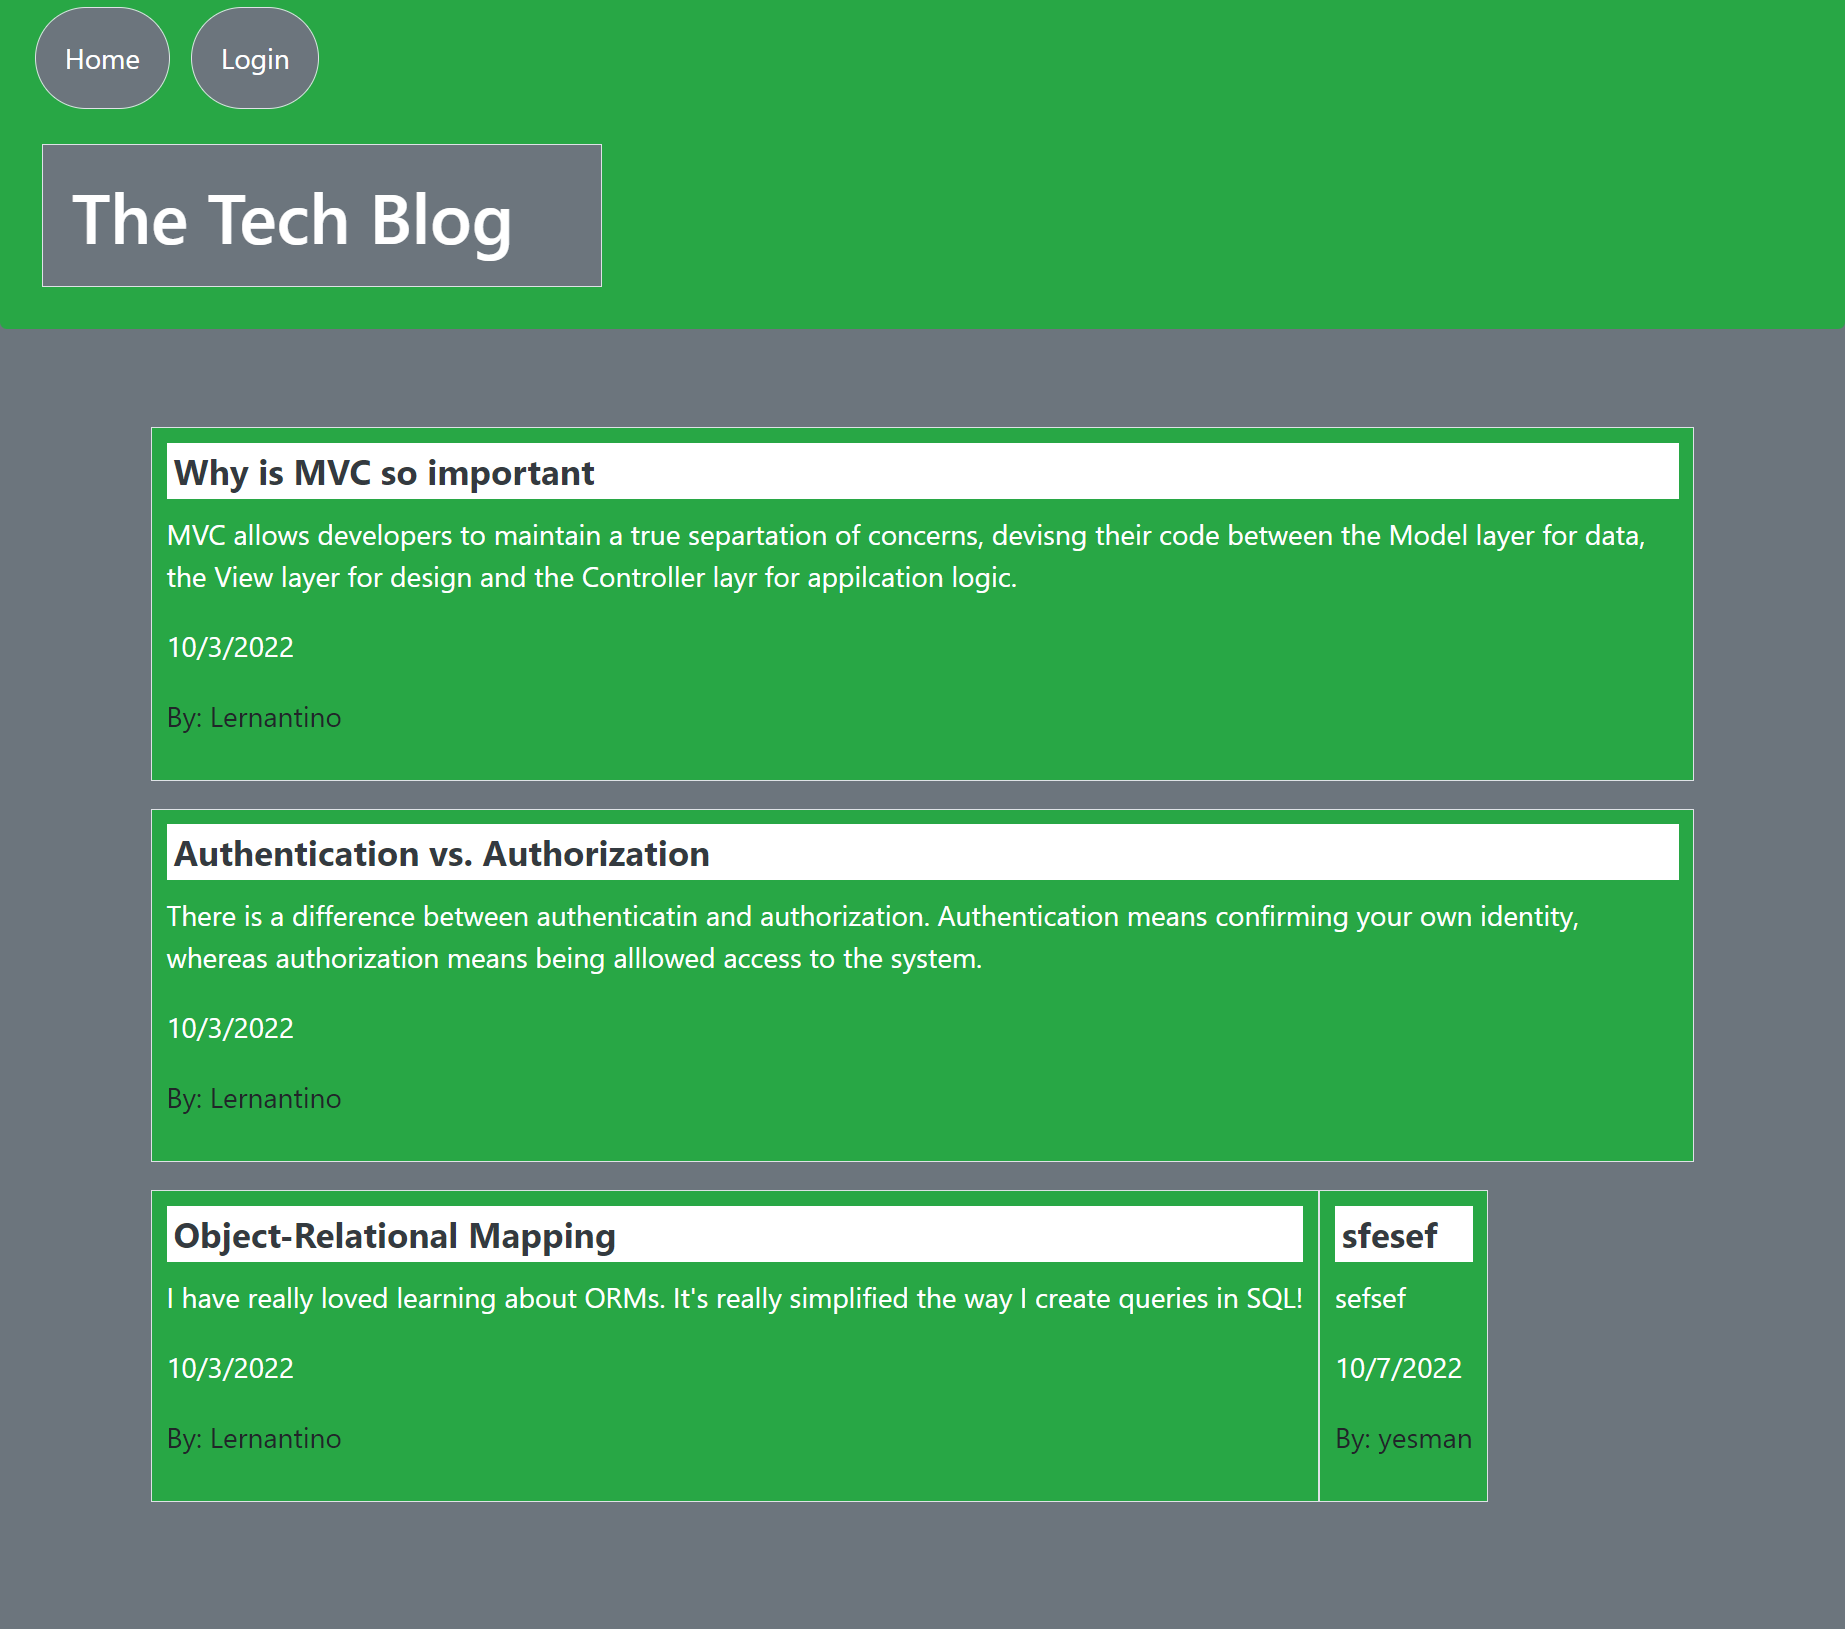 Home
Login
The Tech Blog
Why is MVC so important
MVC allows developers to maintain a true separtation of concerns, devisng their code between the Model layer for data,
the View layer for design and the Controller layr for appilcation logic.
10/3/2022
By: Lernantino
Authentication vs. Authorization
There is a difference between authenticatin and authorization. Authentication means confirming your own identity,
whereas authorization means being alllowed access to the system.
10/3/2022
By: Lernantino
Object-Relational Mapping
I have really loved learning about ORMs. It's really simplified the way I create queries in SQL!
10/3/2022
By: Lernantino
sfesef
sefsef
10/7/2022
By: yesman